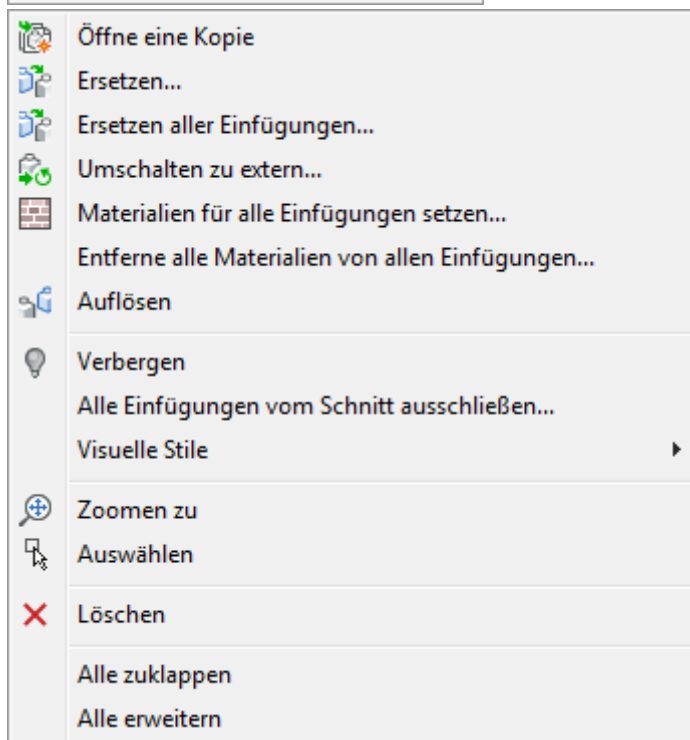 Öffne eine Kopie
Ersetzen...
Ersetzen aller Einfügungen...
Umschalten zu extern...
Materialien für alle Einfügungen setzen...
Entferne alle Materialien von allen Einfügungen...
Auflösen
Verbergen
Alle Einfügungen vom Schnitt ausschließen...
Visuelle Stile
Zoomen zu
Auswählen
Löschen
Alle zuklappen
Alle erweitern